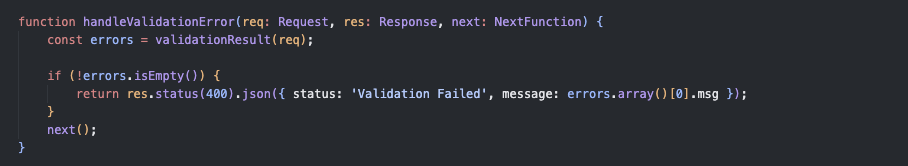 function handleValidationError(req: Request, res: Response, next: NextFunction) {
    const errors = validationResult(req);

    if (!errors.isEmpty()) {
        return res.status(400).json({ status: 'Validation Failed', message: errors.array()[0].msg });
    }
    next();
}